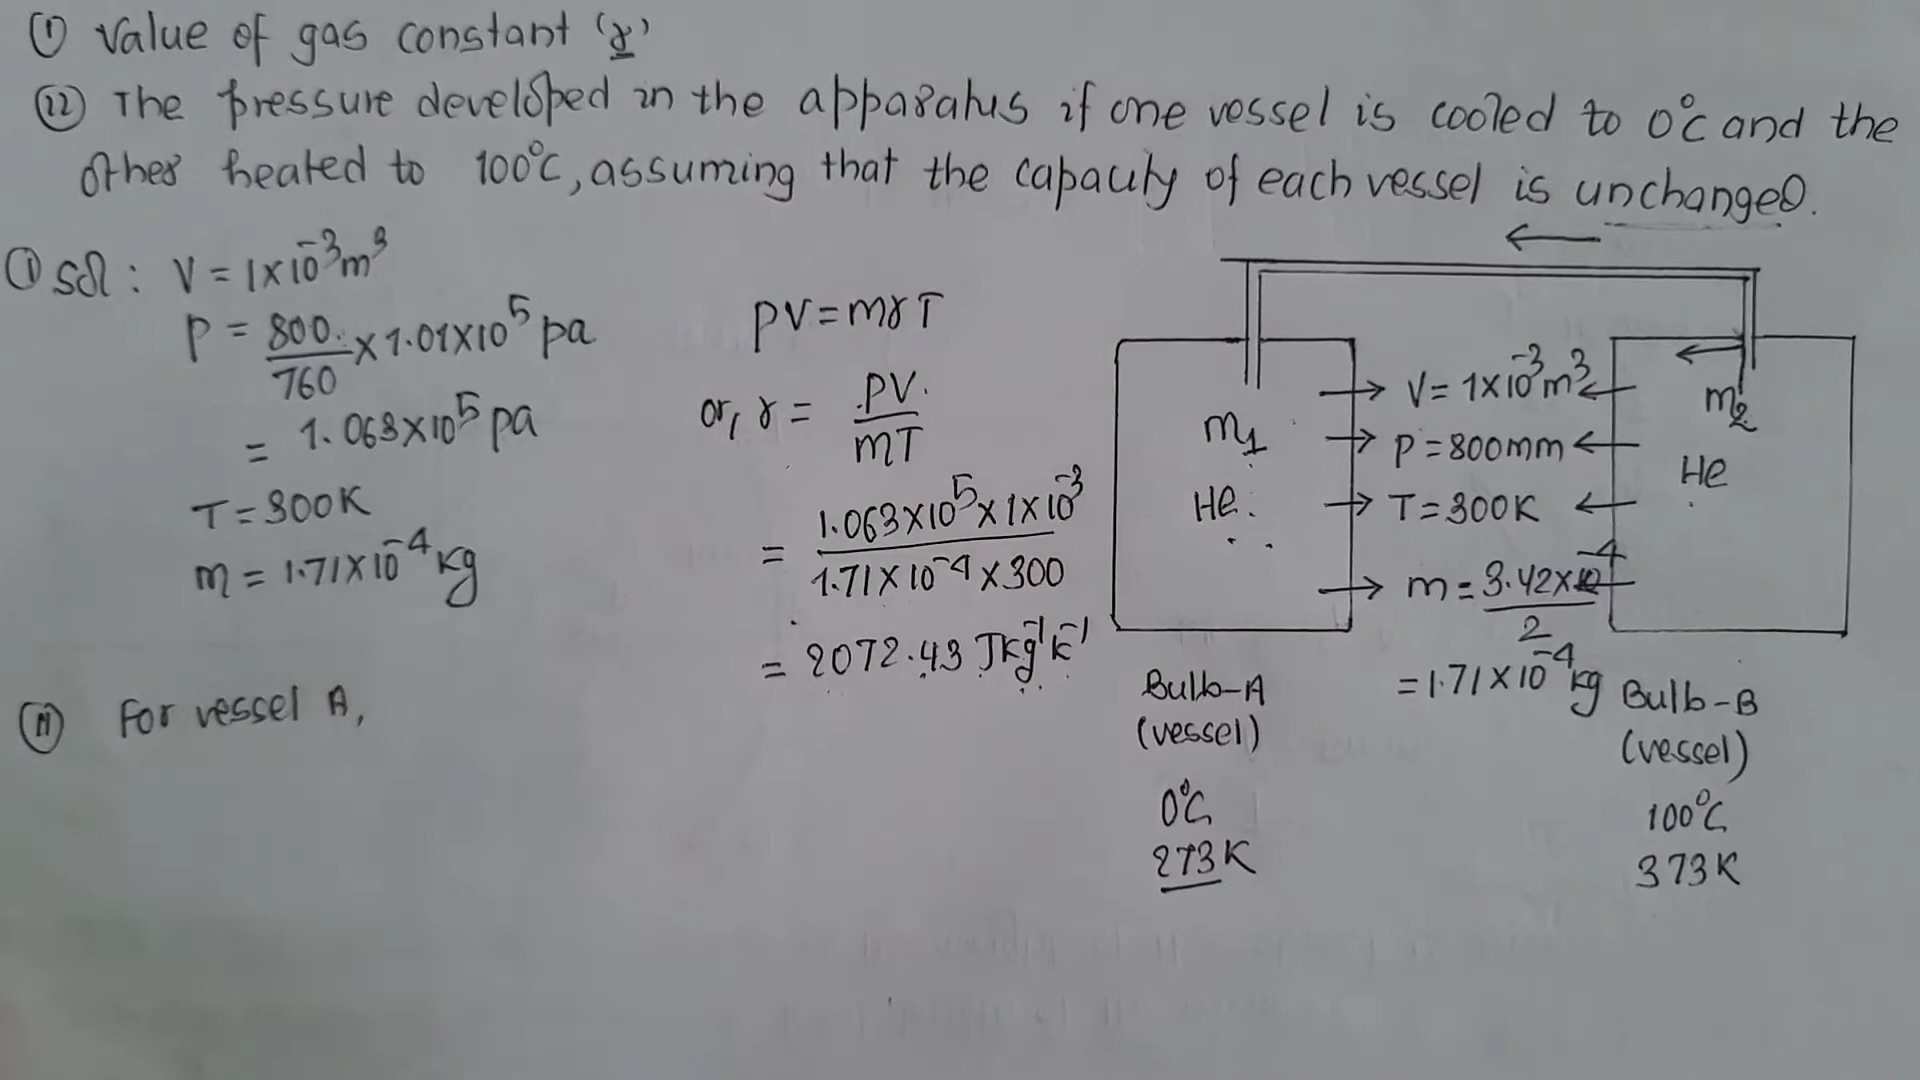 ① Value of gas constant 'r'
(ii) The pressure developed in the apparatus if one vessel is cooled to 0°C and the
other heated to 100°C, assuming that the capacity of each vessel is unchanged.
① Sol: V = 1×10⁻³m³
P = 800/760 × 1.01×10⁵ pa
= 1.063×10⁵ pa
T = 300K
m = 1.71×10⁻⁴ kg
PV = mrT
or, r = PV/mT
= 1.063×10⁵×1×10⁻³ / 1.71×10⁻⁴×300
= 2072.43 Jkg⁻¹K⁻¹
m₁
He
→ V = 1×10⁻³m³ ←
→ P = 800mm ←
→ T = 300K ←
→ m = 3.42×10⁻⁴/2
= 1.71×10⁻⁴ kg
m₂
He
Bulb-A
(vessel)
0°C
273K
Bulb-B
(vessel)
100°C
373K
(ii) For vessel A,